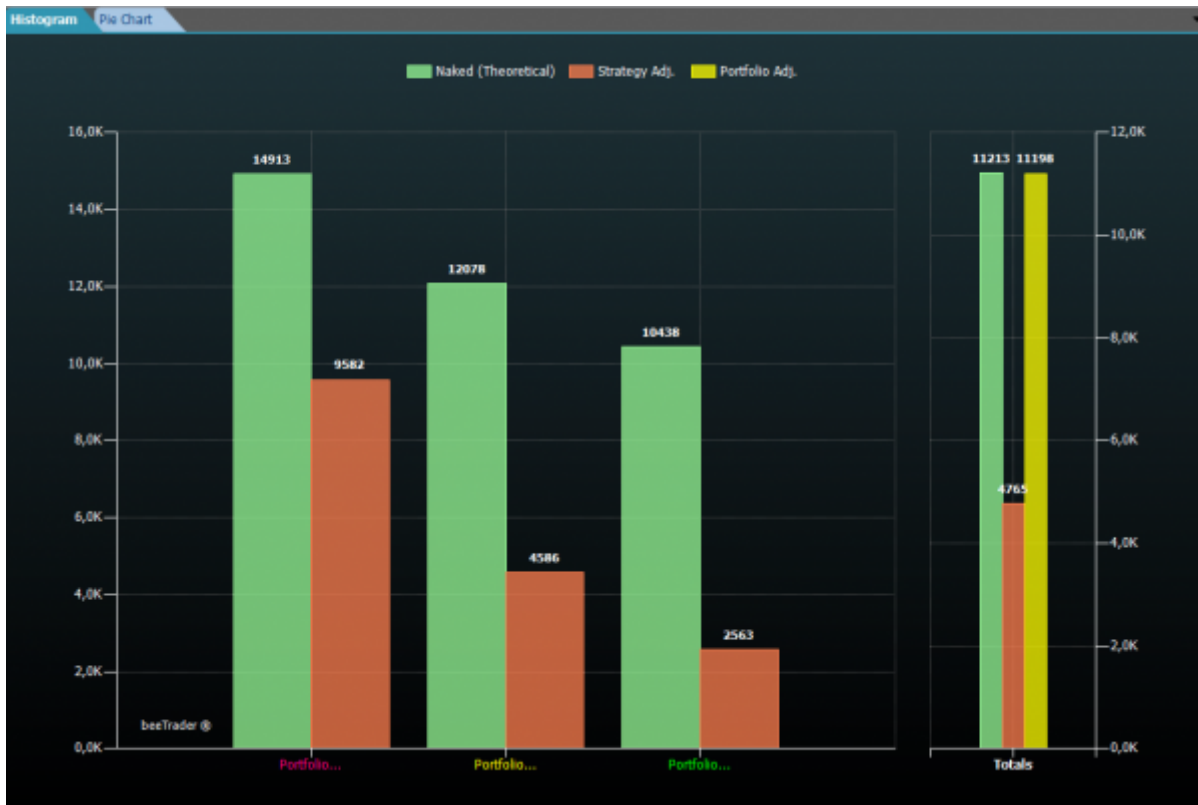 Histogram
Pie Chart
Naked (Theoretical)
Strategy Adj.
Portfolio Adj.
16,0K
14,0K
12,0K
10,0K
8,0K
6,0K
4,0K
2,0K
0,0K
14913
9582
12078
4586
10438
2563
beeTrader ®
Portfolio...
Portfolio...
Portfolio...
11213
11198
4765
12,0K
10,0K
8,0K
6,0K
4,0K
2,0K
0,0K
Totals